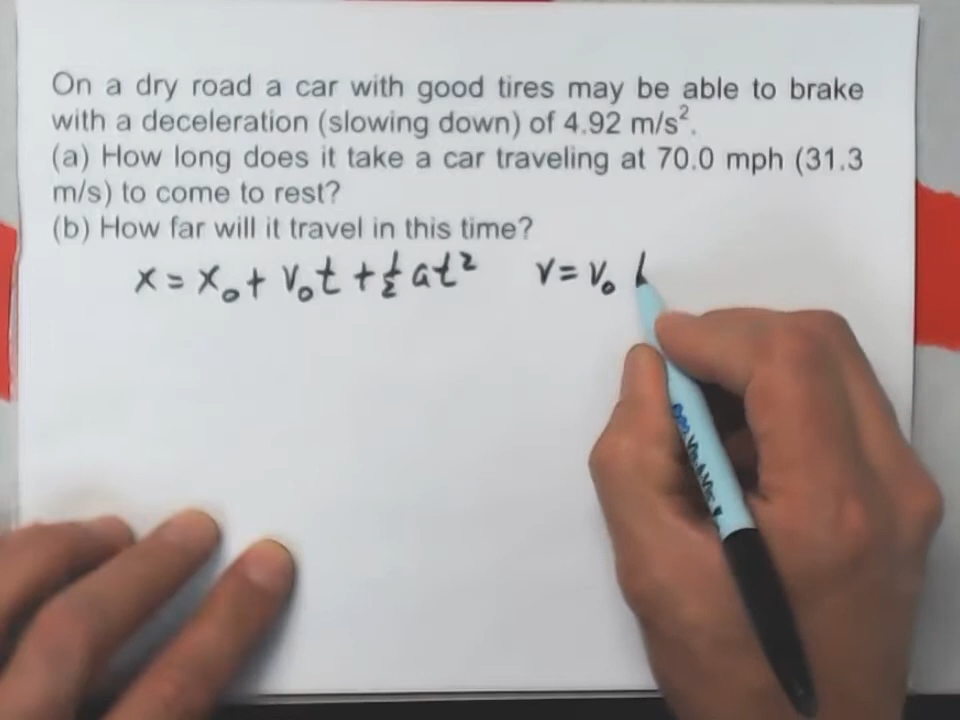 On a dry road a car with good tires may be able to brake
with a deceleration (slowing down) of 4.92 m/s².
(a) How long does it take a car traveling at 70.0 mph (31.3
m/s) to come to rest?
(b) How far will it travel in this time?
x = x₀ + v₀t + ½ at² v = v₀